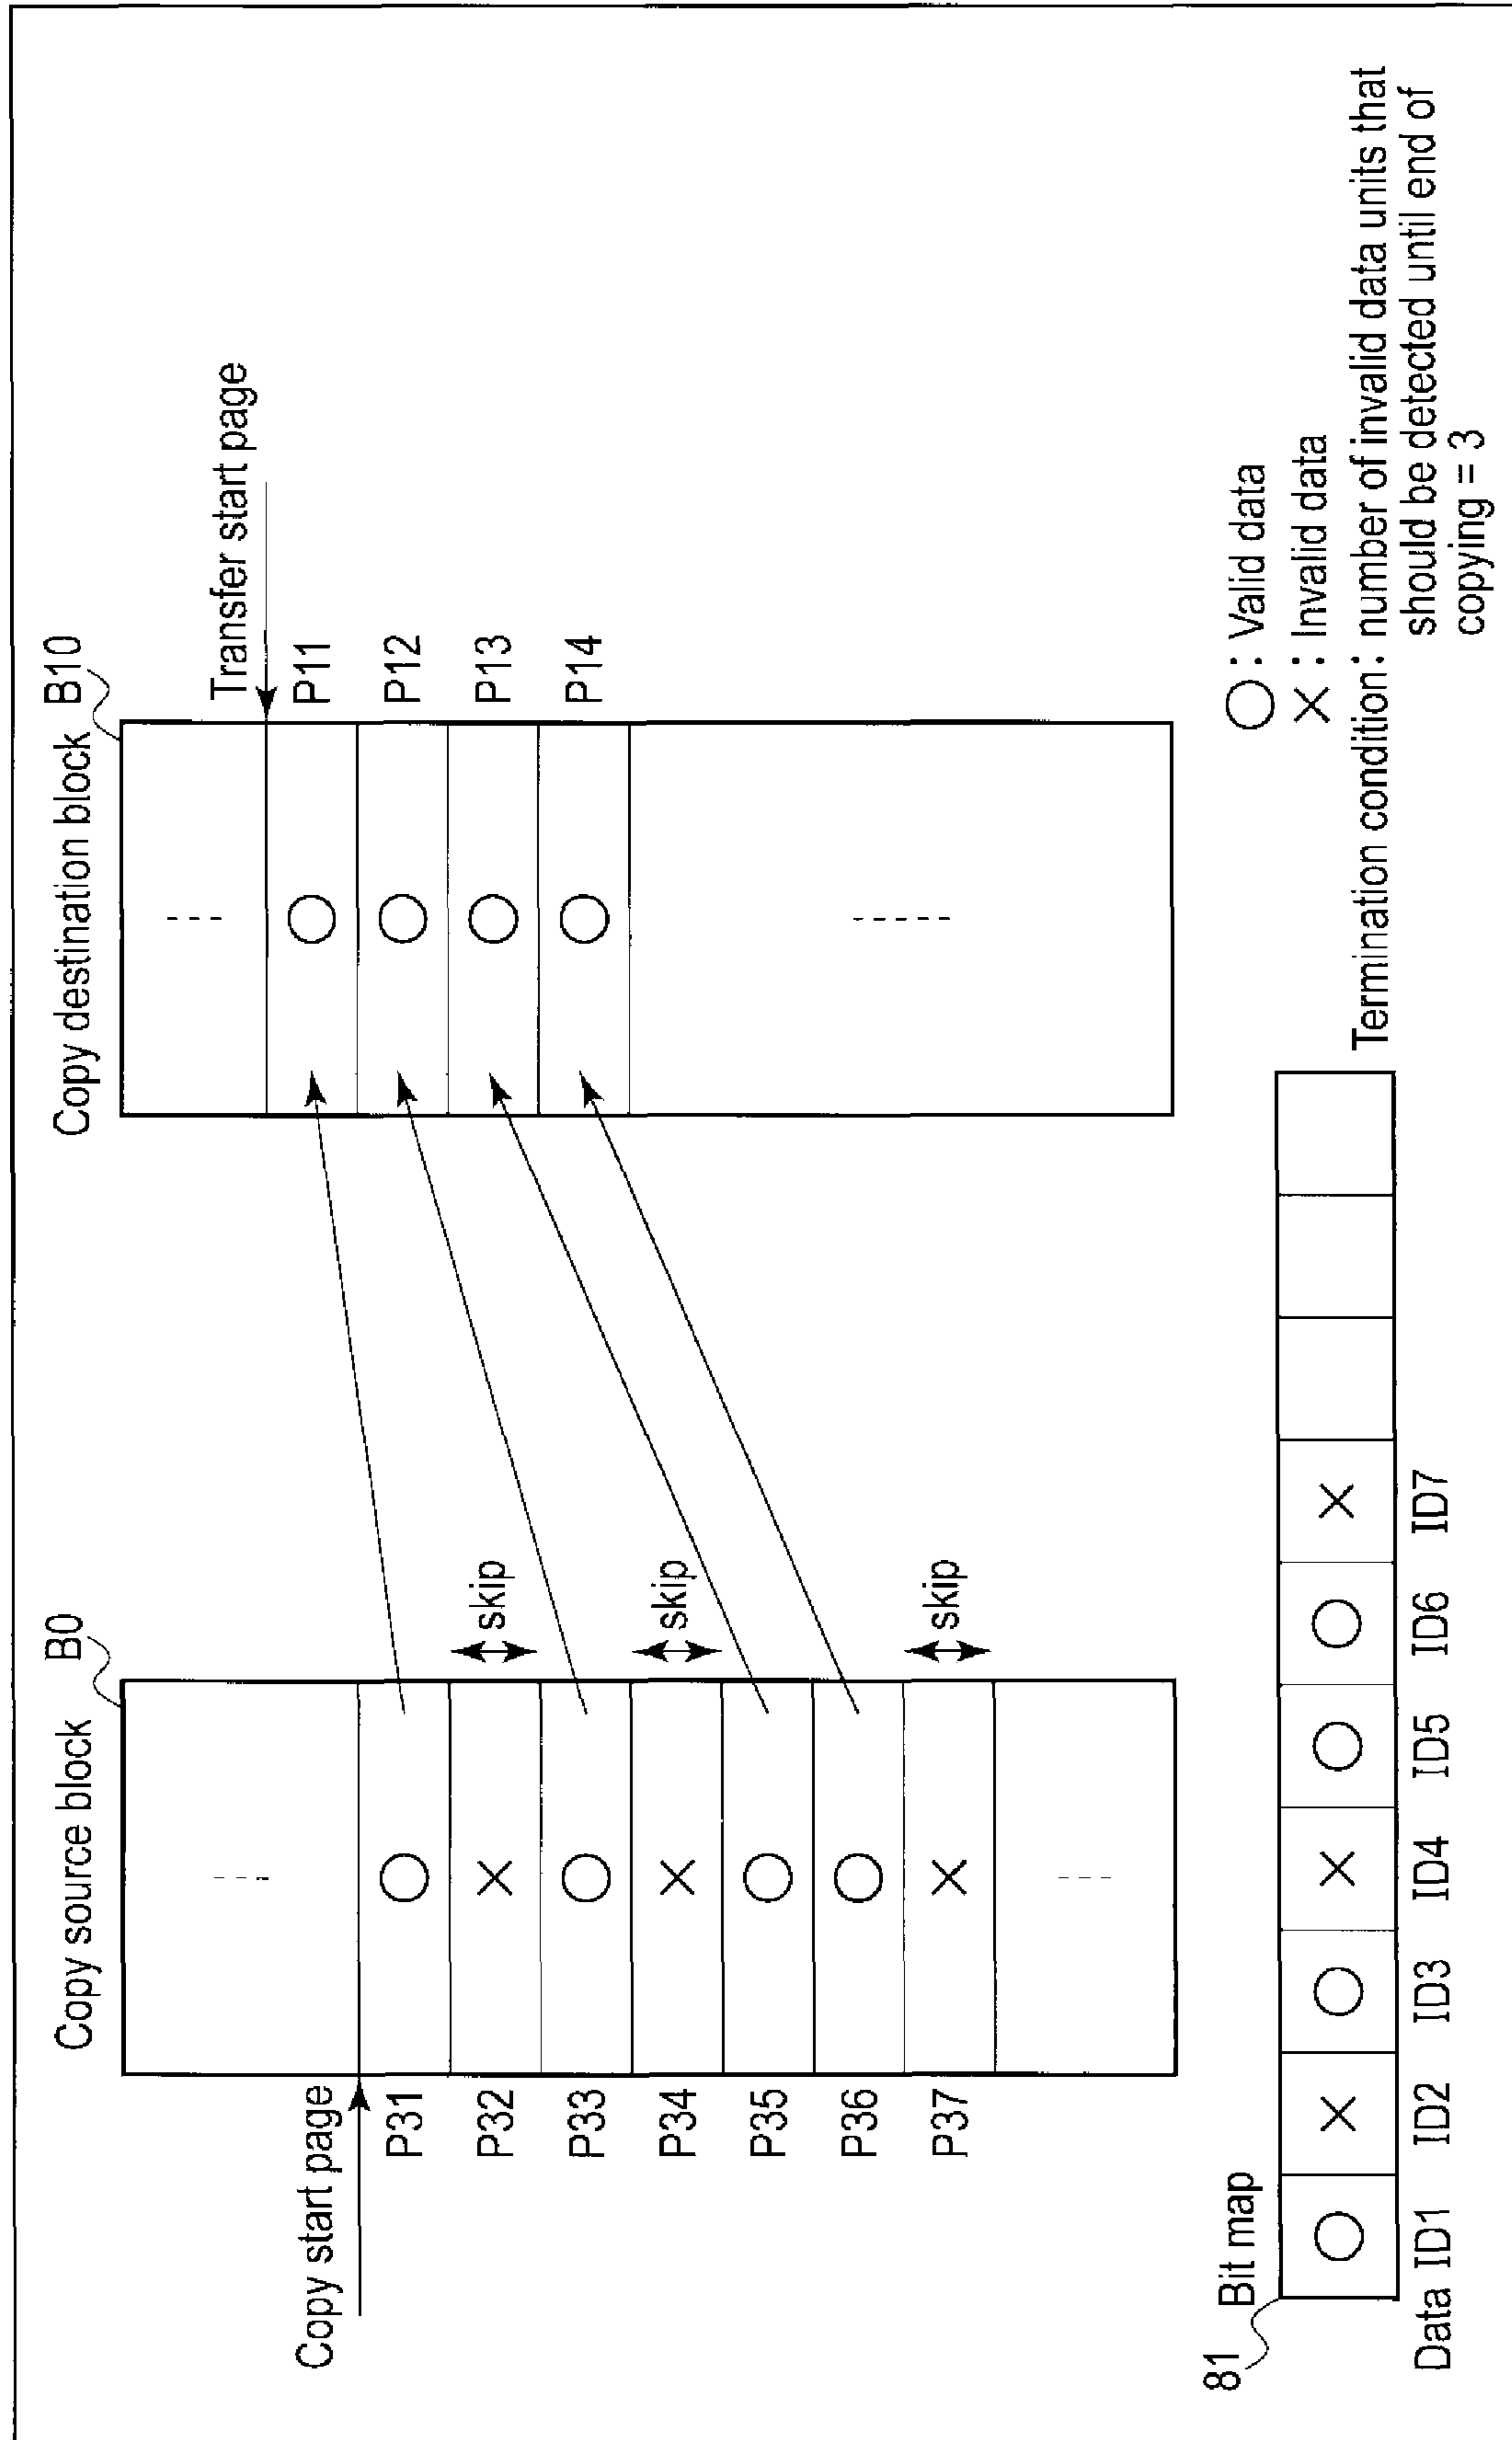 Copy source block
B0
Copy destination block
B10
Copy start page
Transfer start page
P31
P32
P33
P34
P35
P36
P37
skip
skip
skip
P11
P12
P13
P14
81
Bit map
Data ID1 ID2 ID3 ID4 ID5 ID6 ID7
○ : Valid data
× : Invalid data
Termination condition: number of invalid data units that
should be detected until end of
copying = 3